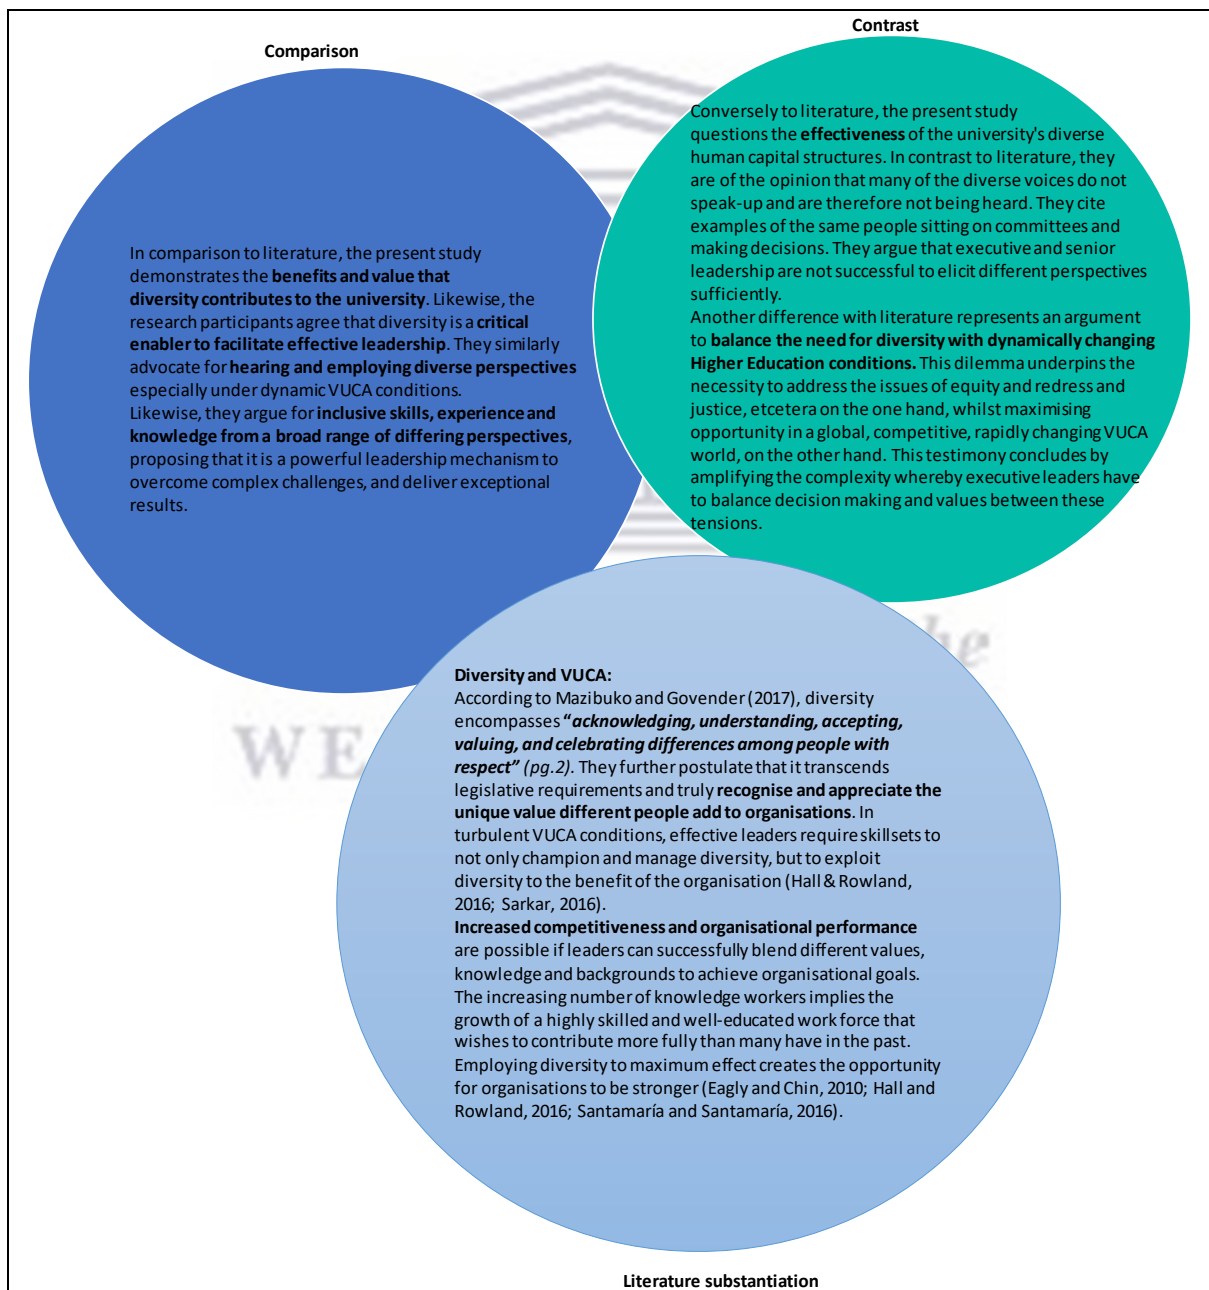 Comparison
Contrast
In comparison to literature, the present study
demonstrates the benefits and value that
diversity contributes to the university. Likewise, the
research participants agree that diversity is a critical
enabler to facilitate effective leadership. They similarly
advocate for hearing and employing diverse perspectives
especially under dynamic VUCA conditions.
Likewise, they argue for inclusive skills, experience and
knowledge from a broad range of differing perspectives,
proposing that it is a powerful leadership mechanism to
overcome complex challenges, and deliver exceptional
results.
Conversely to literature, the present study
questions the effectiveness of the university's diverse
human capital structures. In contrast to literature, they
are of the opinion that many of the diverse voices do not
speak-up and are therefore not being heard. They cite
examples of the same people sitting on committees and
making decisions. They argue that executive and senior
leadership are not successful to elicit different perspectives
sufficiently.
Another difference with literature represents an argument
to balance the need for diversity with dynamically changing
Higher Education conditions. This dilemma underpins the
necessity to address the issues of equity and redress and
justice, etcetera on the one hand, whilst maximising
opportunity in a global, competitive, rapidly changing VUCA
world, on the other hand. This testimony concludes by
amplifying the complexity whereby executive leaders have
to balance decision making and values between these
tensions.
he
WE
Diversity and VUCA:
According to Mazibuko and Govender (2017), diversity
encompasses “acknowledging, understanding, accepting,
valuing, and celebrating differences among people with
respect” (pg.2). They further postulate that it transcends
legislative requirements and truly recognise and appreciate the
unique value different people add to organisations. In
turbulent VUCA conditions, effective leaders require skillsets to
not only champion and manage diversity, but to exploit
diversity to the benefit of the organisation (Hall & Rowland,
2016; Sarkar, 2016).
Increased competitiveness and organisational performance
are possible if leaders can successfully blend different values,
knowledge and backgrounds to achieve organisational goals.
The increasing number of knowledge workers implies the
growth of a highly skilled and well-educated work force that
wishes to contribute more fully than many have in the past.
Employing diversity to maximum effect creates the opportunity
for organisations to be stronger (Eagly and Chin, 2010; Hall and
Rowland, 2016; Santamaría and Santamaría, 2016).
Literature substantiation